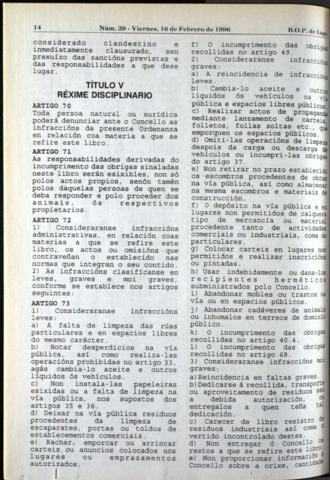 14 Núm. 39 - Viernes, 16 de Febrero de 1996 B.O.P. de Lugo
considerado clandestino e
inmediatamente clausurado, sen
prexuízo das sancións previstas e
das responsabilidades a que dese
lugar.
TÍTULO V
RÉXIME DISCIPLINARIO
ARTIGO 70
Toda persoa natural ou xurídica
poderá denunciar ante o Concello as
infraccións da presente Ordenanza
en relación coa materia a que se
refire este libro.
ARTIGO 71
As responsabilidades derivadas do
incumprimento das obrigas sinaladas
neste libro serán esixibles, non só
polos actos propios, senón tamén
polos daquelas persoas de quen se
deba responder e polo proceder dos
animais, ós respectivos
propietarios.
ARTIGO 72
1) Consideraranse infraccións
administrativas, en relación coas
materias a que se refire este
libro, os actos ou omisións que
contraveñan o establecido nas
normas que integran o seu contido.
2) As infraccións clasifícanse en
leves, graves e moi graves,
conforme se establece nos artigos
seguintes.
ARTIGO 73
1) Consideraranse infraccións
leves:
a) A falta de limpeza das rúas
particulares e en espacios libres
do mesmo carácter.
b) Botar desperdicios na vía
pública, así como realiza-las
operacións prohibidas no artigo 33,
agás cambia-lo aceite e outros
líquidos de vehículos.
c) Non instala-las papeleiras
esixidas ou a falta de limpeza na
vía pública, nos supostos dos
artigos 35 e 36.
d) Deixar na vía pública residuos
procedentes da limpeza de
escaparates, portas ou toldos de
establecementos comerciais.
e) Rachar, emporcar ou arrincar
carteis ou anuncios colocados nos
lugares ou emprazamentos
autorizados.
f) O incumprimento das obrigas
recollidas no artigo 49.
2) Consideraranse infraccións
graves:
a) A reincidencia de infraccións
leves.
b) Cambia-lo aceite e outros
líquidos ós vehículos na vía
pública e espacios libres públicos.
c) Realizar actos de propaganda
mediante lanzamento de carteis,
folletos, follas soltas etc., que
emporquen os espacios públicos.
d) Omiti-las operacións de limpeza
despois da carga ou descarga de
vehículos ou incumpri-las obrigas
do artigo 37.
e) Non retirar no prazo establecido
os escombros procedentes de obras
na vía pública, así como almacenar
na mesma escombros e materiais de
construcción.
f) O depósito na vía pública e en
lugares non permitidos de calquera
tipo de mercancía ou material
procedente tanto de actividades
comerciais ou industriais, coma de
particulares.
g) Colocar carteis en lugares non
permitidos e realizar inscricións
ou pintadas.
h) Usar indebidamente ou dana-los
recipientes herméticos
subministrados polo Concello.
i) Abandonar mobles ou trastos na
vía ou en espacios públicos.
j) Abandonar cadáveres de animais
ou inhumalos en terreos de dominio
público.
k) O incumprimento das obrigas
recollidas no artigo 40.4.
l) O incumprimento das obrigas
recollidas no artigo 68.
3) Consideraranse infraccións moi
graves:
a) Reincidencia en faltas graves.
b) Dedicarse á recollida, transporte
ou aproveitamento de residuos sen
a debida autorización, ou
entregalos a quen teña tal
dedicación.
c) Carecer de libro rexistro de
residuos industriais así como o
vertido incontrolado destes.
d) Non entregar ó Concello os
restos a que se refire este libro.
e) Non proporcionar información ó
Concello sobre a orixe, cantidade